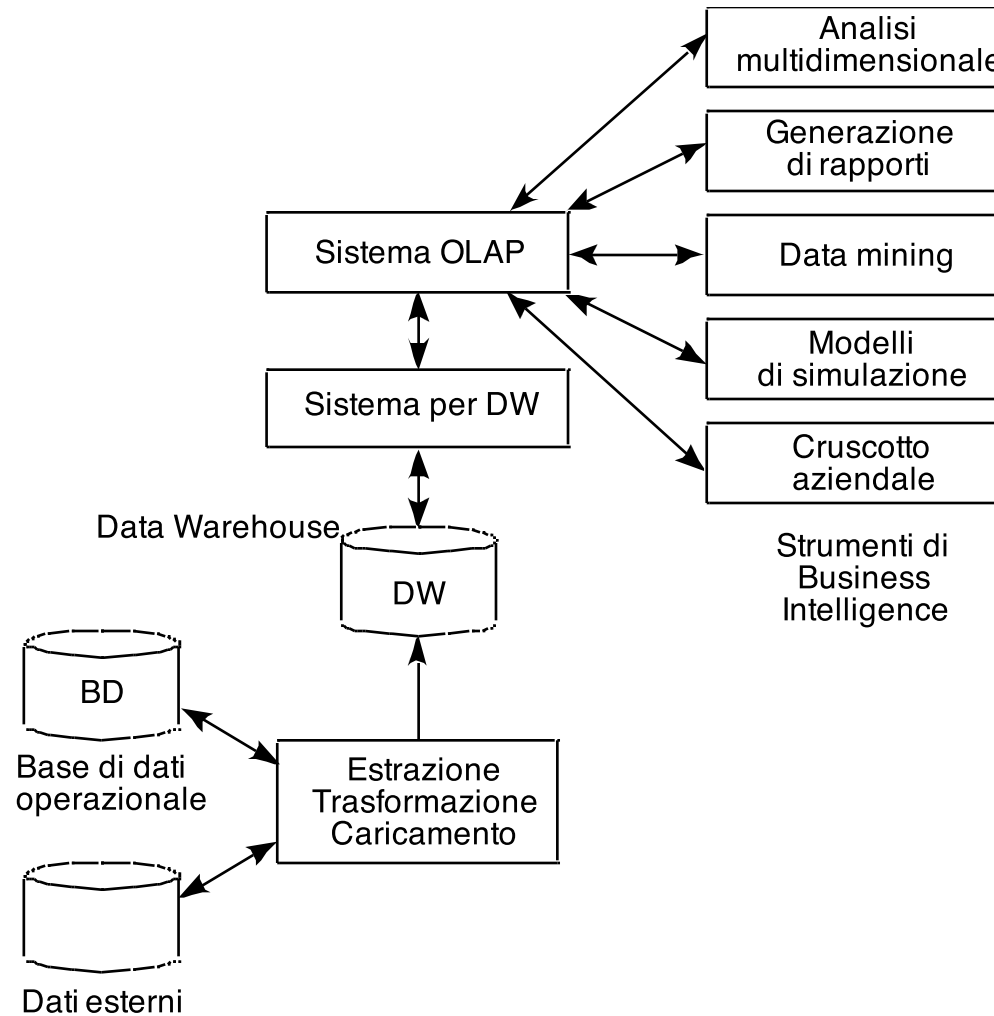 Analisi
multidimensionale
Generazione
di rapporti
Sistema OLAP
Data mining
Modelli
di simulazione
Sistema per DW
Cruscotto
aziendale
Data Warehouse
Strumenti di
Business
Intelligence
DW
BD
Base di dati
operazionale
Estrazione
Trasformazione
Caricamento
Dati esterni